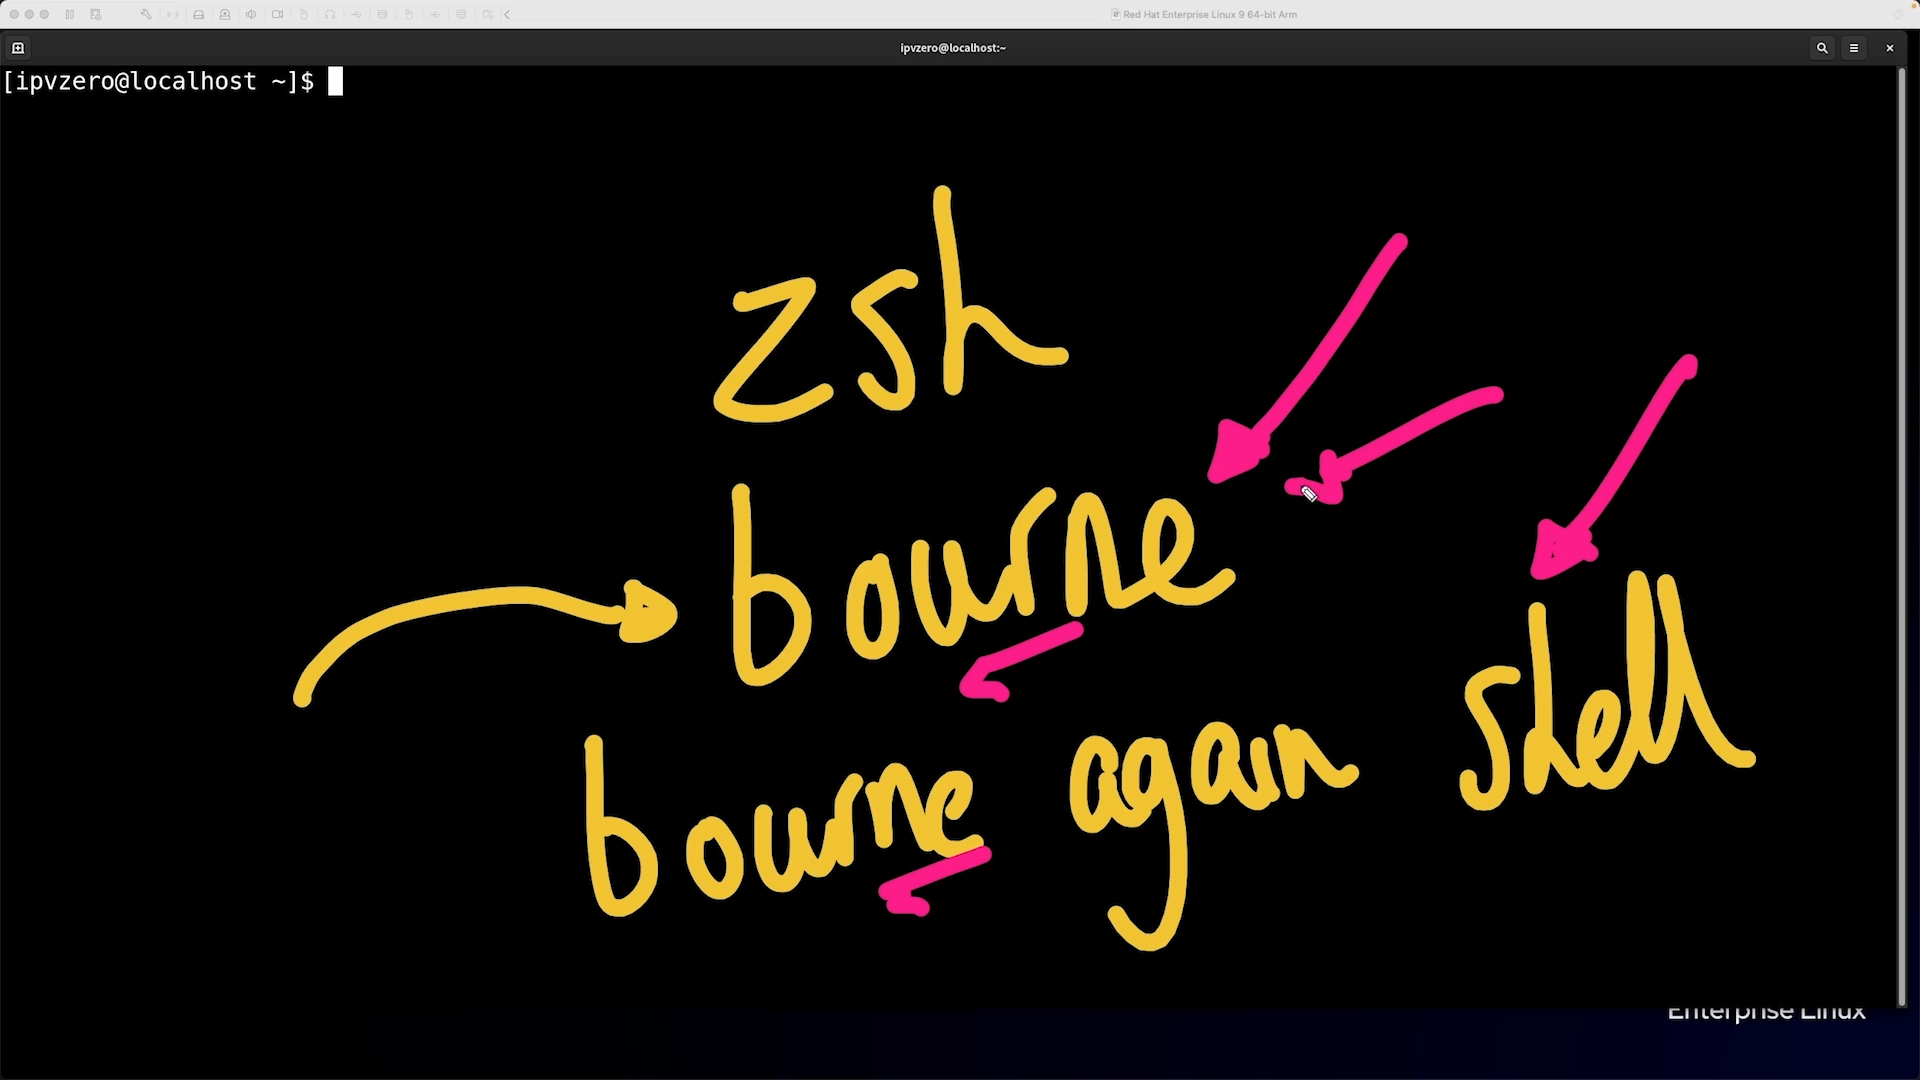 Red Hat Enterprise Linux 9 64-bit Arm
ipvzero@localhost:~
[ipvzero@localhost ~]$
zsh
bourne
bourne again shell
Enterprise Linux